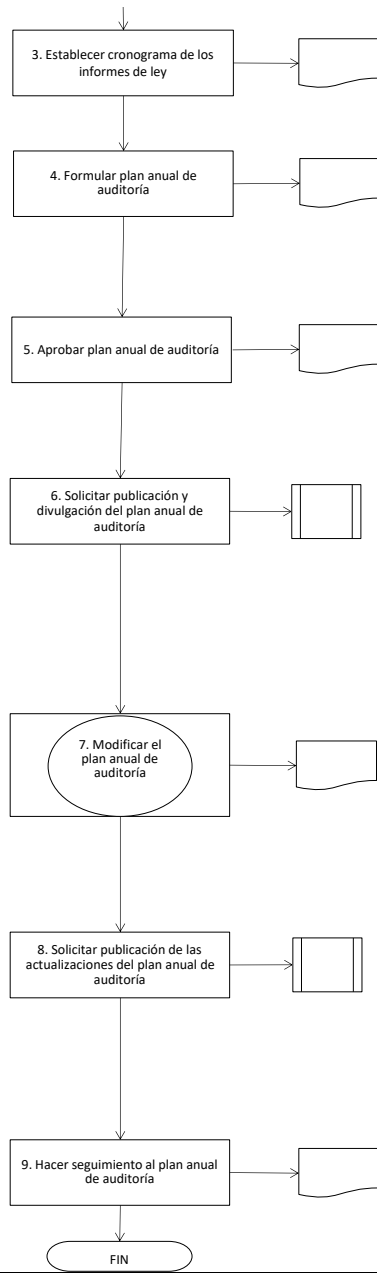 3. Establecer cronograma de los
informes de ley
4. Formular plan anual de
auditoría
5. Aprobar plan anual de auditoría
6. Solicitar publicación y
divulgación del plan anual de
auditoría
7. Modificar el
plan anual de
auditoría
8. Solicitar publicación de las
actualizaciones del plan anual de
auditoría
9. Hacer seguimiento al plan anual
de auditoría
FIN